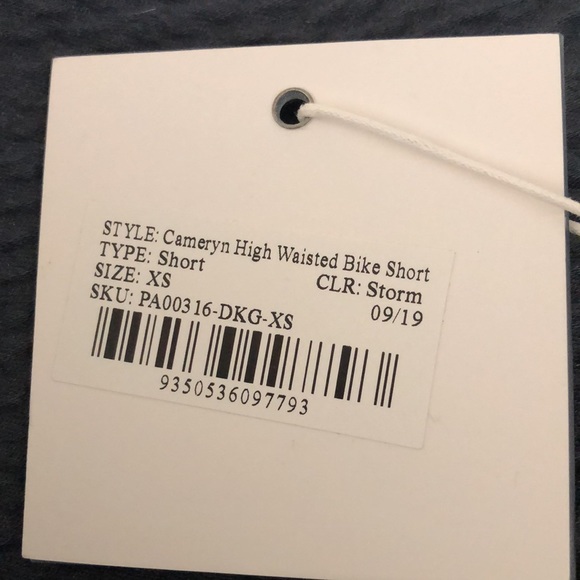 STYLE: Cameryn High Waisted Bike Short
TYPE: Short
SIZE: XS CLR: Storm
SKU: PA00316-DKG-XS 09/19
9350536097793